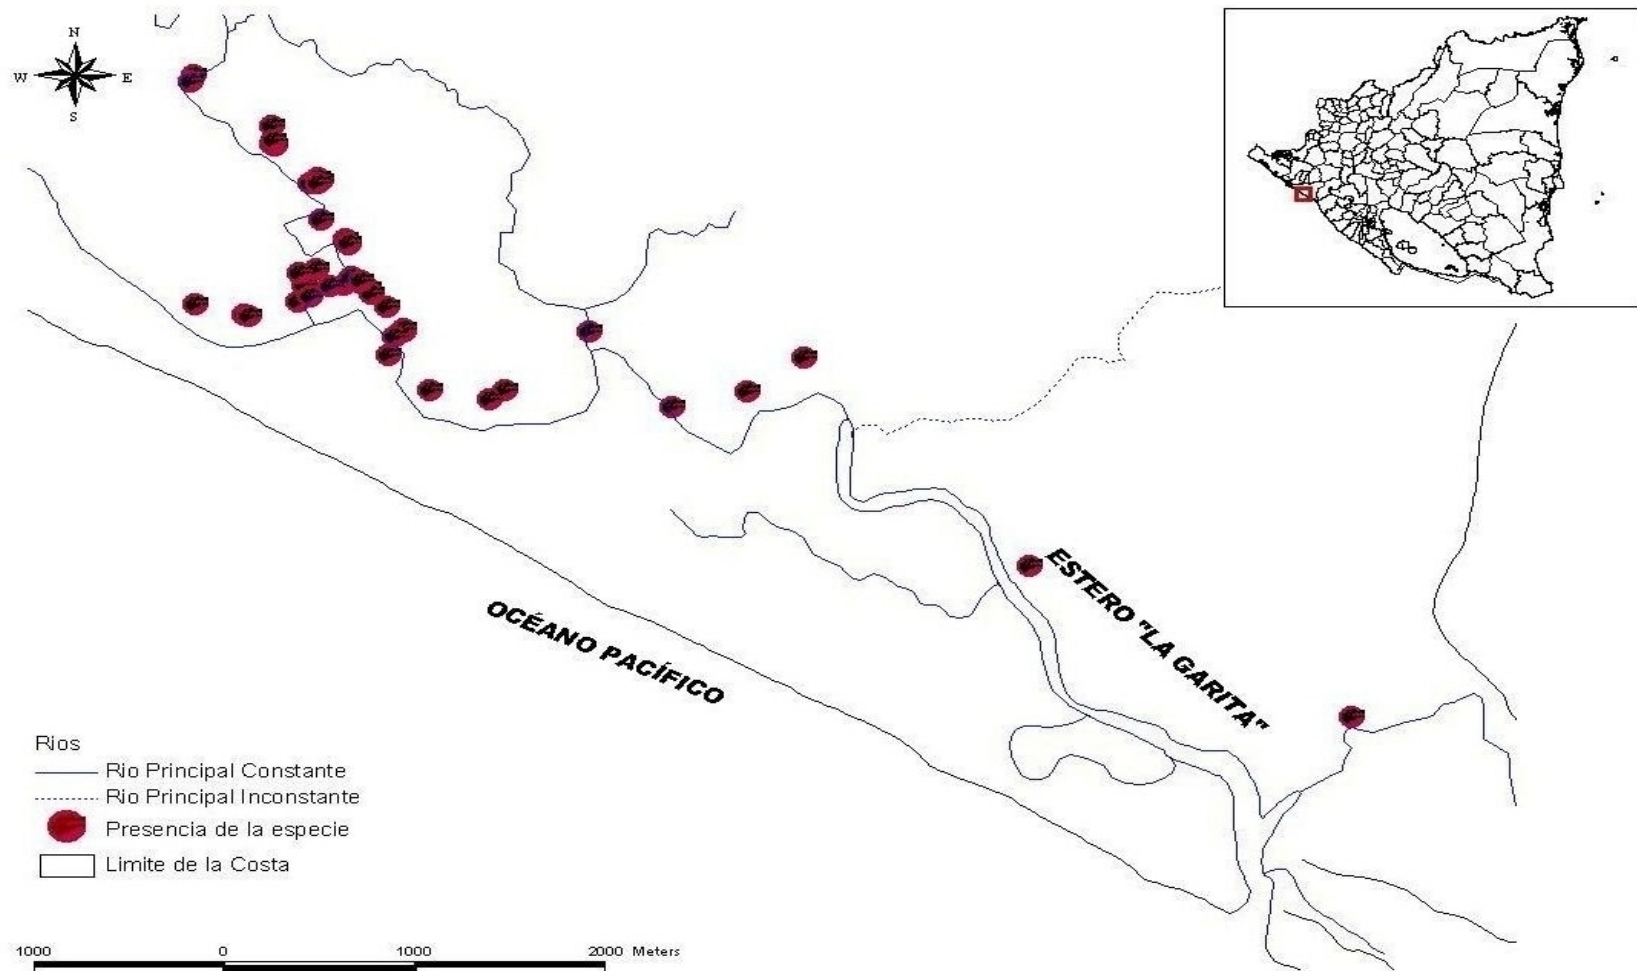 N
W E
S
OCÉANO PACÍFICO
ESTERO "LA GARITA"
Rios
Rio Principal Constante
Rio Principal Inconstante
Presencia de la especie
Limite de la Costa
1000 0 1000 2000 Meters